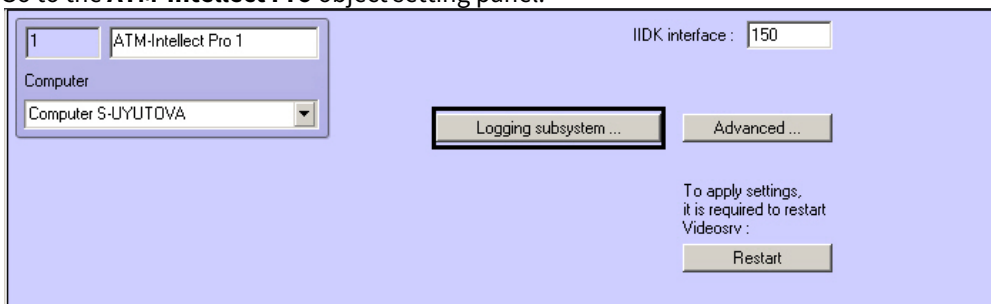 Go to the ATM-Intellect Pro object setting panel.
1 ATM-Intellect Pro 1
IIDK interface : 150
Computer
Computer S-UYUTOVA
Logging subsystem ...
Advanced ...
To apply settings,
it is required to restart
Videosrv :
Restart